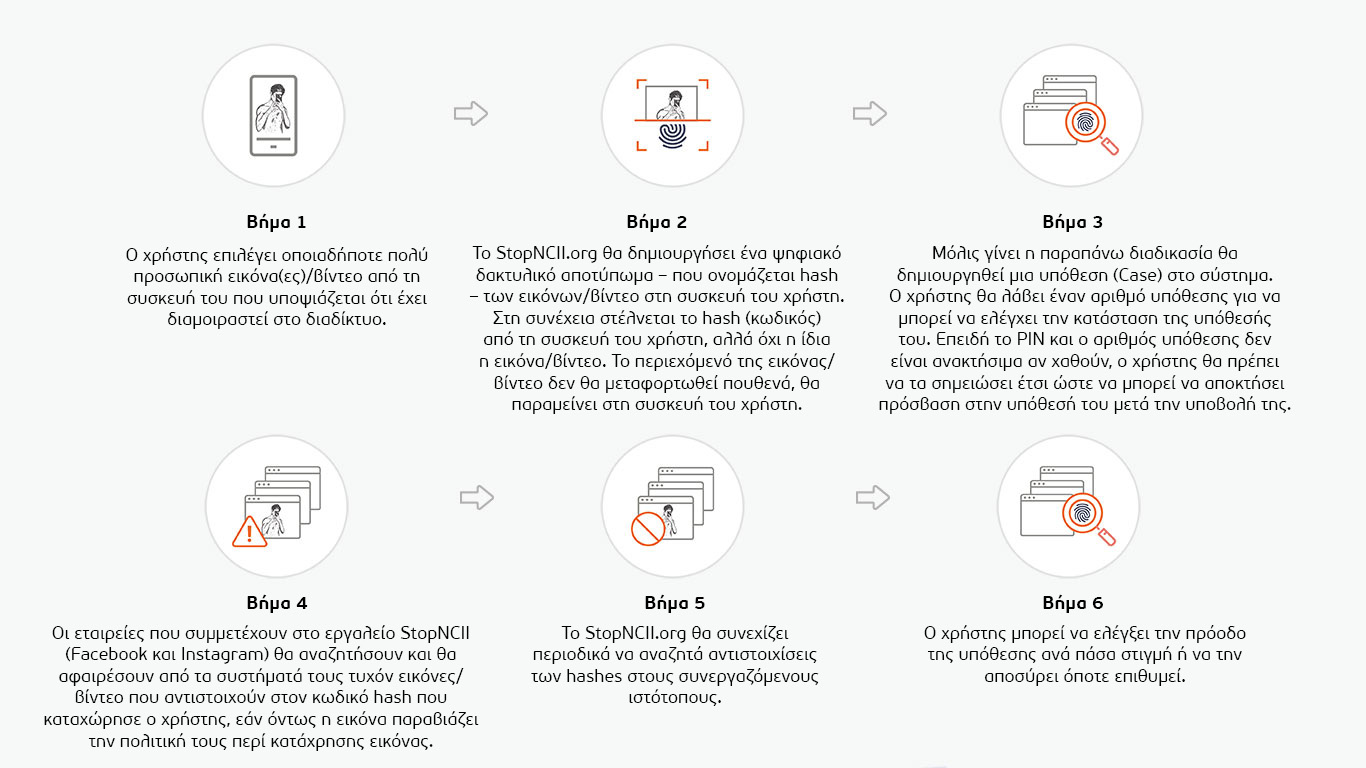 Βήμα 1
Ο χρήστης επιλέγει οποιαδήποτε πολύ
προσωπική εικόνα(ες)/βίντεο από τη
συσκευή του που υποψιάζεται ότι έχει
διαμοιραστεί στο διαδίκτυο.
Βήμα 2
Το StopNCII.org θα δημιουργήσει ένα ψηφιακό
δακτυλικό αποτύπωμα – που ονομάζεται hash
– των εικόνων/βίντεο στη συσκευή του χρήστη.
Στη συνέχεια στέλνεται το hash (κωδικός)
από τη συσκευή του χρήστη, αλλά όχι η ίδια
η εικόνα/βίντεο. Το περιεχόμενό της εικόνας/
βίντεο δεν θα μεταφορτωθεί πουθενά, θα
παραμείνει στη συσκευή του χρήστη.
Βήμα 3
Μόλις γίνει η παραπάνω διαδικασία θα
δημιουργηθεί μια υπόθεση (Case) στο σύστημα.
Ο χρήστης θα λάβει έναν αριθμό υπόθεσης για να
μπορεί να ελέγχει την κατάσταση της υπόθεσής
του. Επειδή το PIN και ο αριθμός υπόθεσης δεν
είναι ανακτήσιμα αν χαθούν, ο χρήστης θα πρέπει
να τα σημειώσει έτσι ώστε να μπορεί να αποκτήσει
πρόσβαση στην υπόθεσή του μετά την υποβολή της.
Βήμα 4
Οι εταιρείες που συμμετέχουν στο εργαλείο StopNCII
(Facebook και Instagram) θα αναζητήσουν και θα
αφαιρέσουν από τα συστήματά τους τυχόν εικόνες/
βίντεο που αντιστοιχούν στον κωδικό hash που
καταχώρησε ο χρήστης, εάν όντως η εικόνα παραβιάζει
την πολιτική τους περί κατάχρησης εικόνας.
Βήμα 5
Το StopNCII.org θα συνεχίζει
περιοδικά να αναζητά αντιστοιχίσεις
των hashes στους συνεργαζόμενους
ιστότοπους.
Βήμα 6
Ο χρήστης μπορεί να ελέγξει την πρόοδο
της υπόθεσης ανά πάσα στιγμή ή να την
αποσύρει όποτε επιθυμεί.